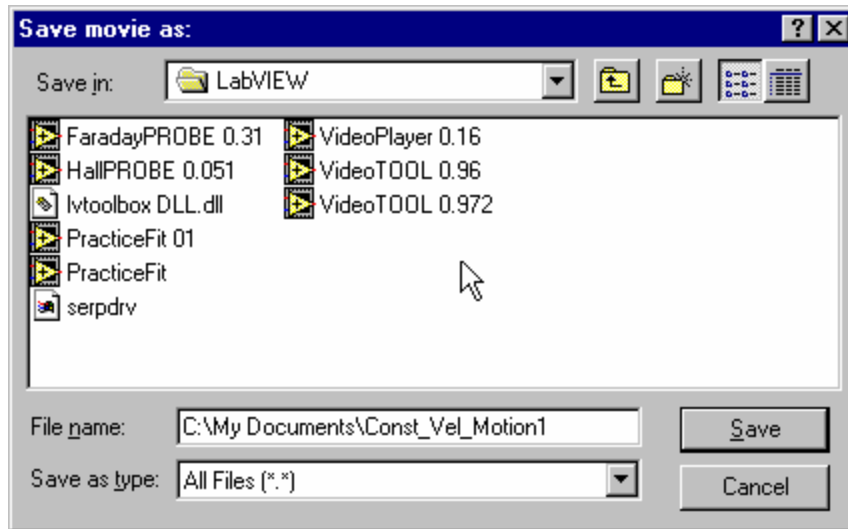 Save movie as:
Save in: LabVIEW
FaradayPROBE 0.31
HallPROBE 0.051
lvtoolbox DLL.dll
PracticeFit 01
PracticeFit
serpdrv
VideoPlayer 0.16
VideoTOOL 0.96
VideoTOOL 0.972
File name: C:\My Documents\Const_Vel_Motion1
Save
Save as type: All Files (*.*)
Cancel